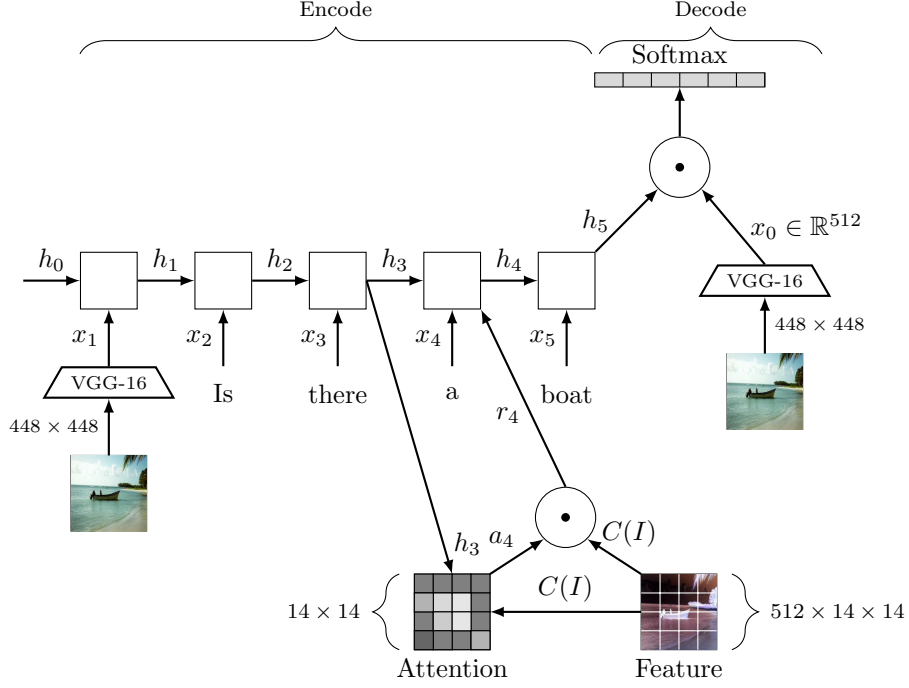 Encode
Decode
Softmax
h₀
h₁
h₂
h₃
h₄
h₅
x₀ ∈ ℝ⁵¹²
VGG-16
448 × 448
x₁
x₂
x₃
x₄
x₅
VGG-16
Is
there
a
boat
448 × 448
r₄
h₃
a₄
C(I)
C(I)
14 × 14
512 × 14 × 14
Attention
Feature